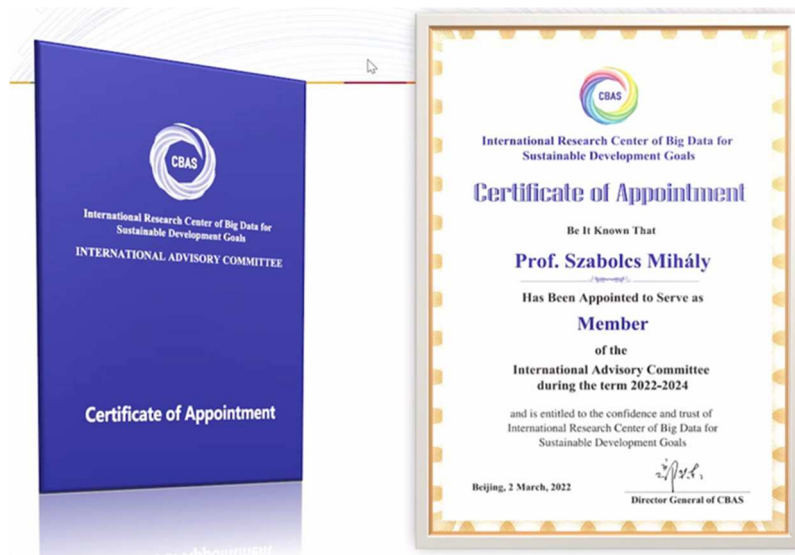 CBAS
International Research Center of Big Data for
Sustainable Development Goals
INTERNATIONAL ADVISORY COMMITTEE
Certificate of Appointment
CBAS
International Research Center of Big Data for
Sustainable Development Goals
Certificate of Appointment
Be It Known That
Prof. Szabolcs Mihály
Has Been Appointed to Serve as
Member
of the
International Advisory Committee
during the term 2022-2024
and is entitled to the confidence and trust of
International Research Center of Big Data for
Sustainable Development Goals
Beijing, 2 March, 2022
Director General of CBAS